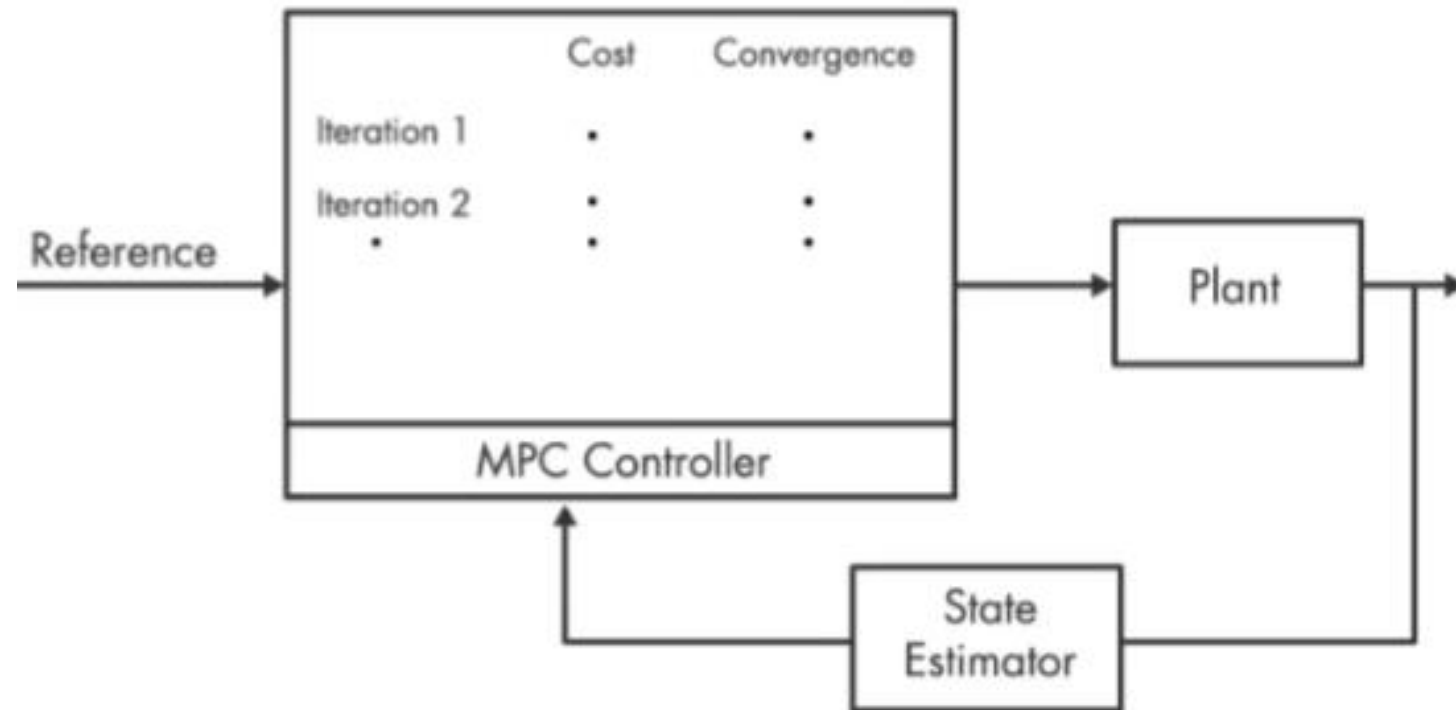 Cost Convergence
Iteration 1
Iteration 2
Reference
Plant
MPC Controller
State
Estimator